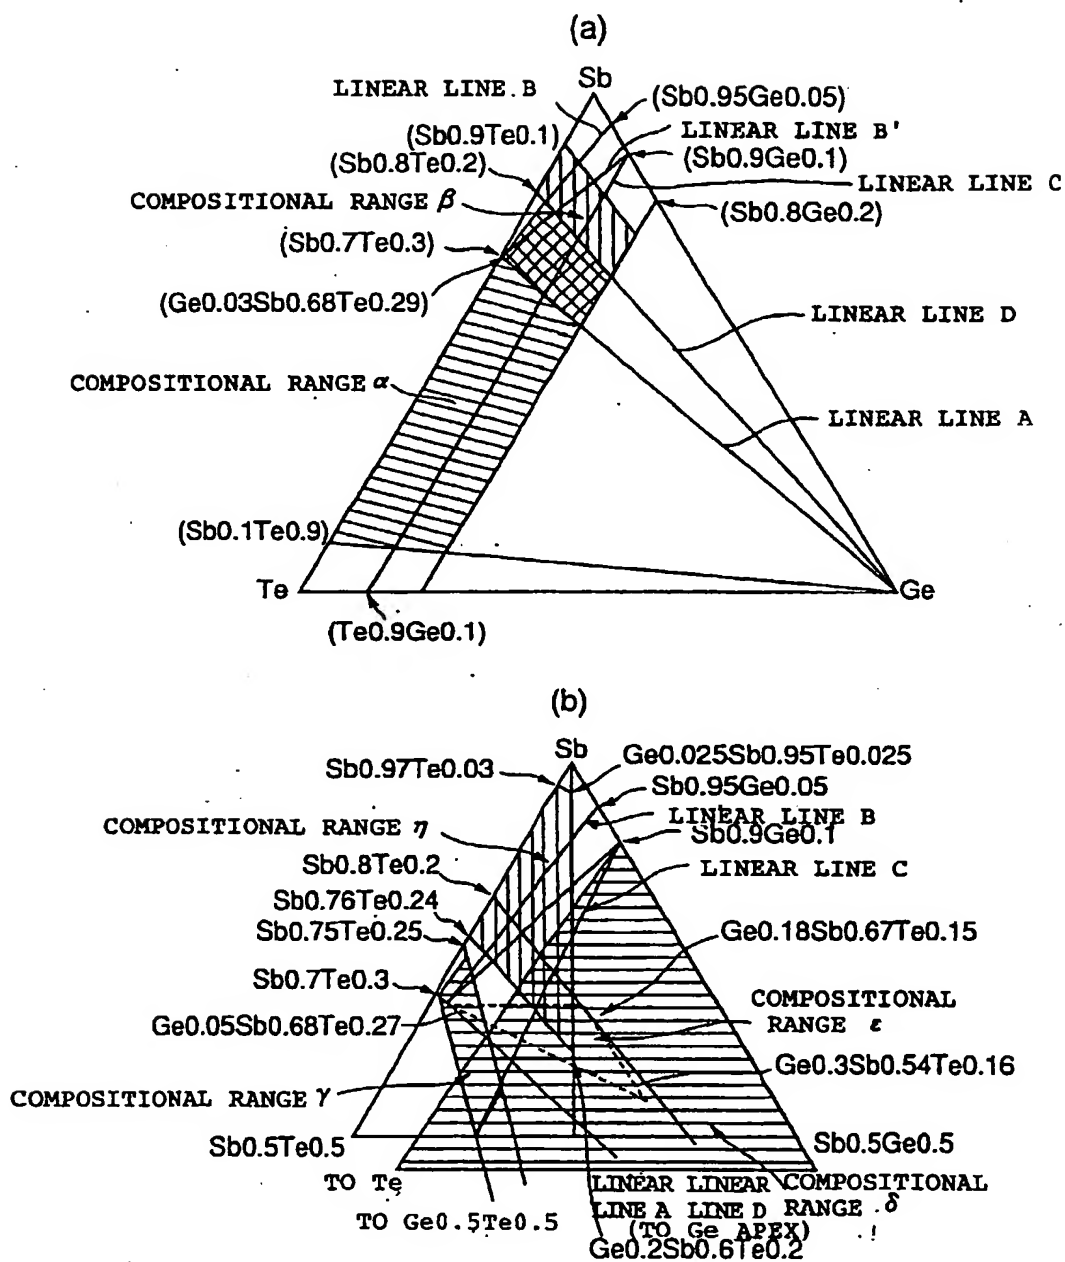 (a)
Sb
LINEAR LINE B
(Sb0.95Ge0.05)
(Sb0.9Te0.1)
LINEAR LINE B'
(Sb0.8Te0.2)
(Sb0.9Ge0.1)
LINEAR LINE C
COMPOSITIONAL RANGE β
(Sb0.8Ge0.2)
(Sb0.7Te0.3)
(Ge0.03Sb0.68Te0.29)
LINEAR LINE D
COMPOSITIONAL RANGE α
LINEAR LINE A
(Sb0.1Te0.9)
Te
Ge
(Te0.9Ge0.1)
(b)
Sb
Ge0.025Sb0.95Te0.025
Sb0.97Te0.03
Sb0.95Ge0.05
LINEAR LINE B
COMPOSITIONAL RANGE η
Sb0.9Ge0.1
Sb0.8Te0.2
LINEAR LINE C
Sb0.76Te0.24
Sb0.75Te0.25
Ge0.18Sb0.67Te0.15
Sb0.7Te0.3
COMPOSITIONAL
RANGE ε
Ge0.05Sb0.68Te0.27
Ge0.3Sb0.54Te0.16
COMPOSITIONAL RANGE γ
Sb0.5Te0.5
Sb0.5Ge0.5
TO Te
LINEAR LINEAR COMPOSITIONAL
LINE A LINE D RANGE δ
TO Ge0.5Te0.5
(TO Ge APEX)
Ge0.2Sb0.6Te0.2